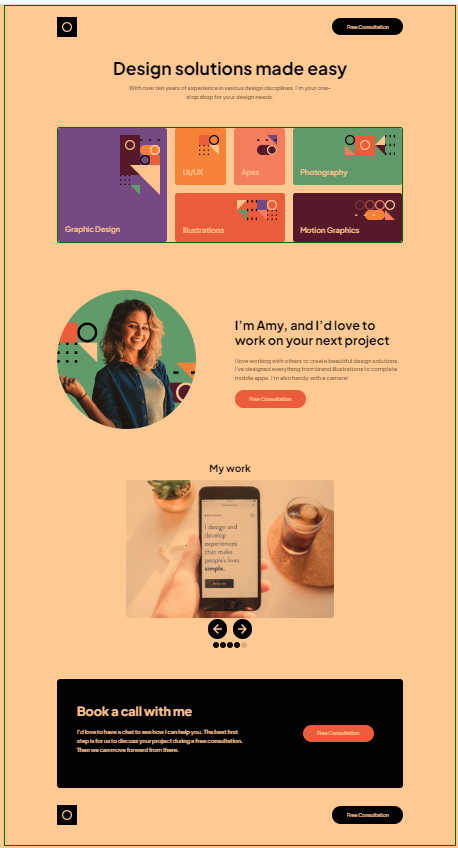 Free Consultation
Design solutions made easy
With over ten years of experience in various design disciplines, I'm your one-
stop shop for your design needs.
Graphic Design
UI/UX
Apss
Photography
Illustrations
Motion Graphics
I'm Amy, and I'd love to
work on your next project
I love working with others to create beautiful design solutions.
I've designed everything from brand illustrations to complete
mobile apps. I'm also handy with a camera!
Free Consultation
My work
I design and
develop
experiences
that make
people's lives
simple.
Book a call with me
I'd love to have a chat to see how I can help you. The best first
step is for us to discuss your project during a free consultation.
Then we can move forward from there.
Free Consultation
Free Consultation